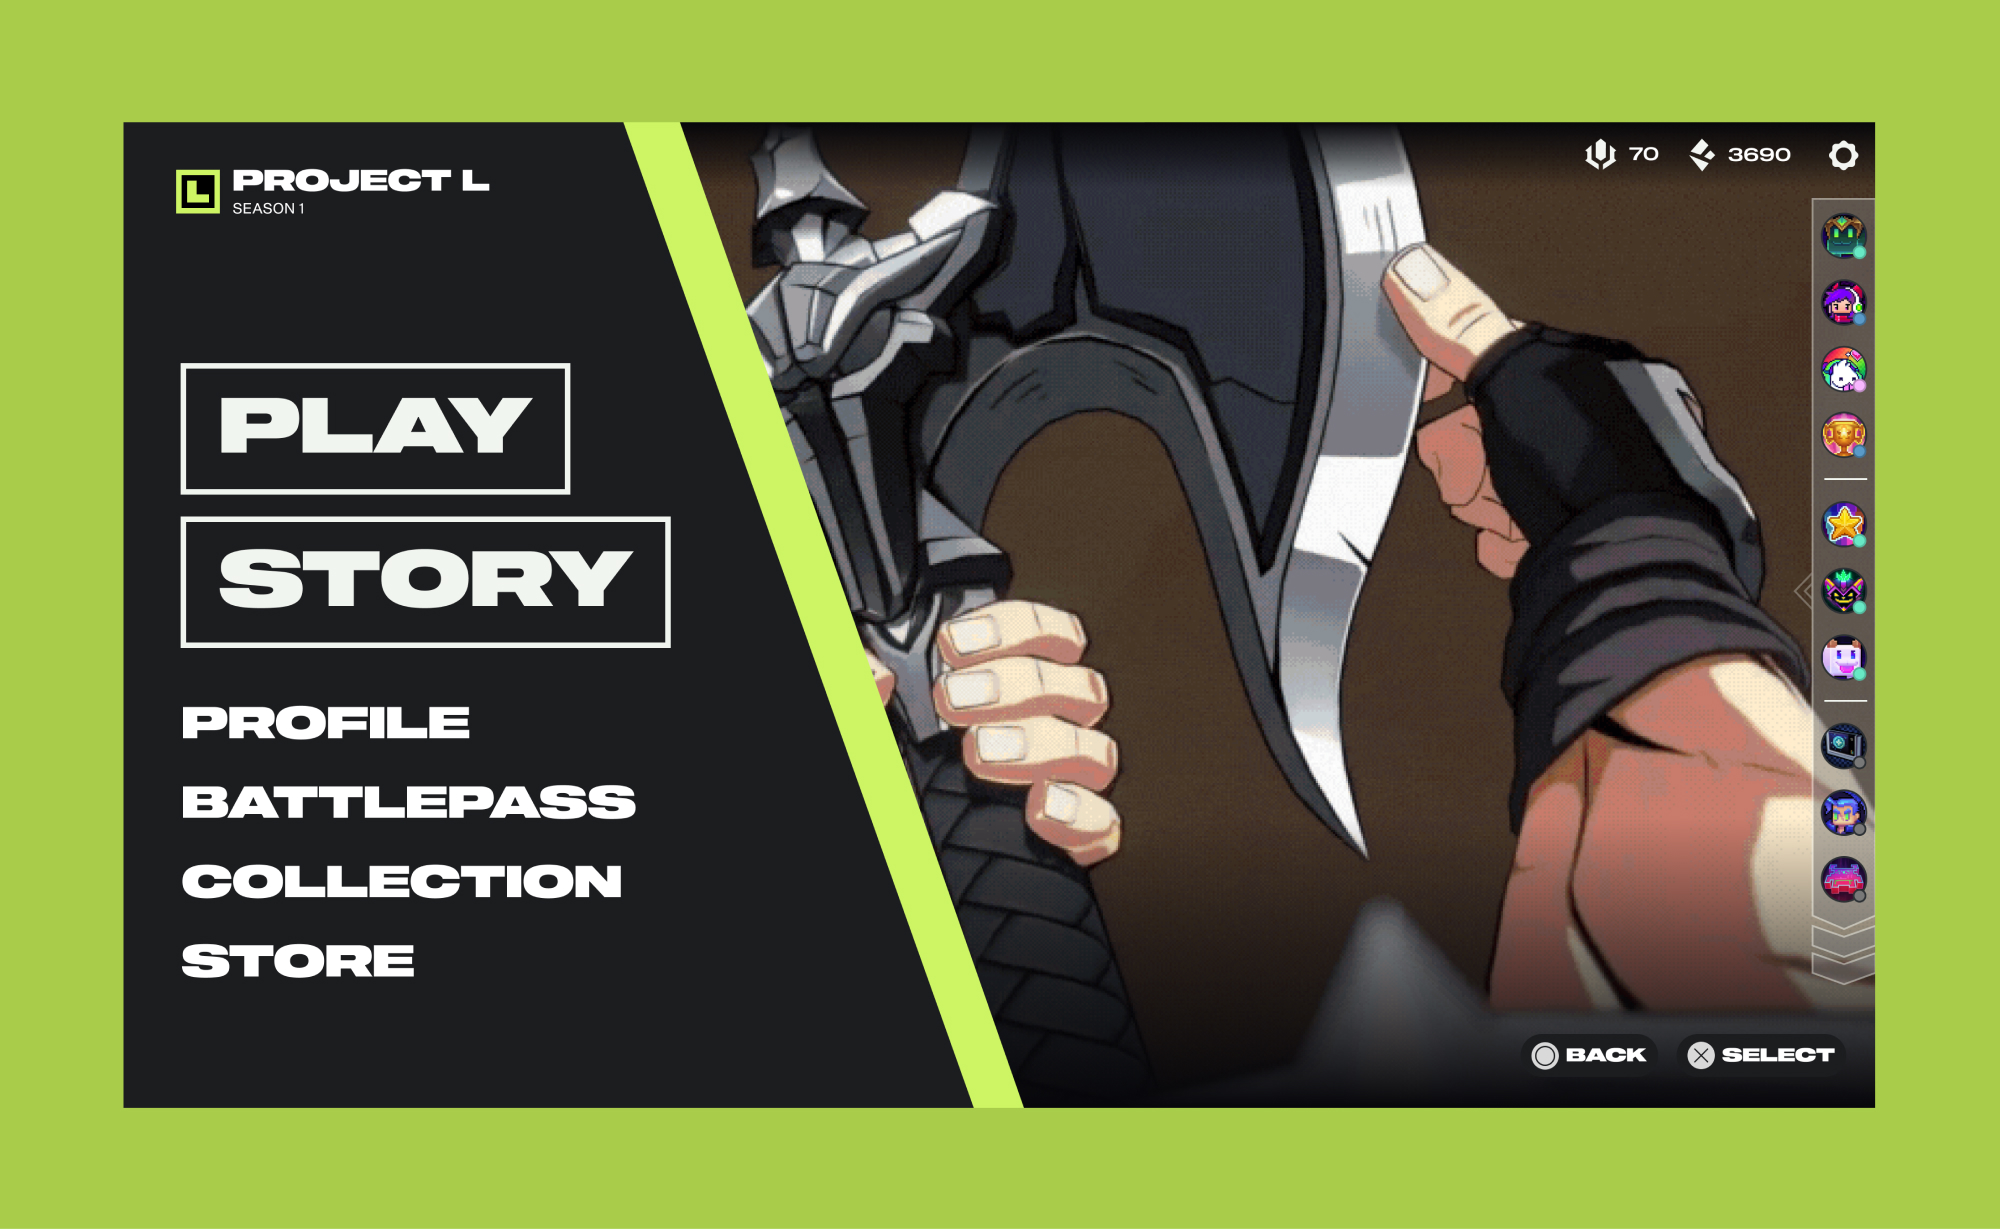 PROJECT L
SEASON 1
70
3690
PLAY
STORY
PROFILE
BATTLEPASS
COLLECTION
STORE
BACK
SELECT